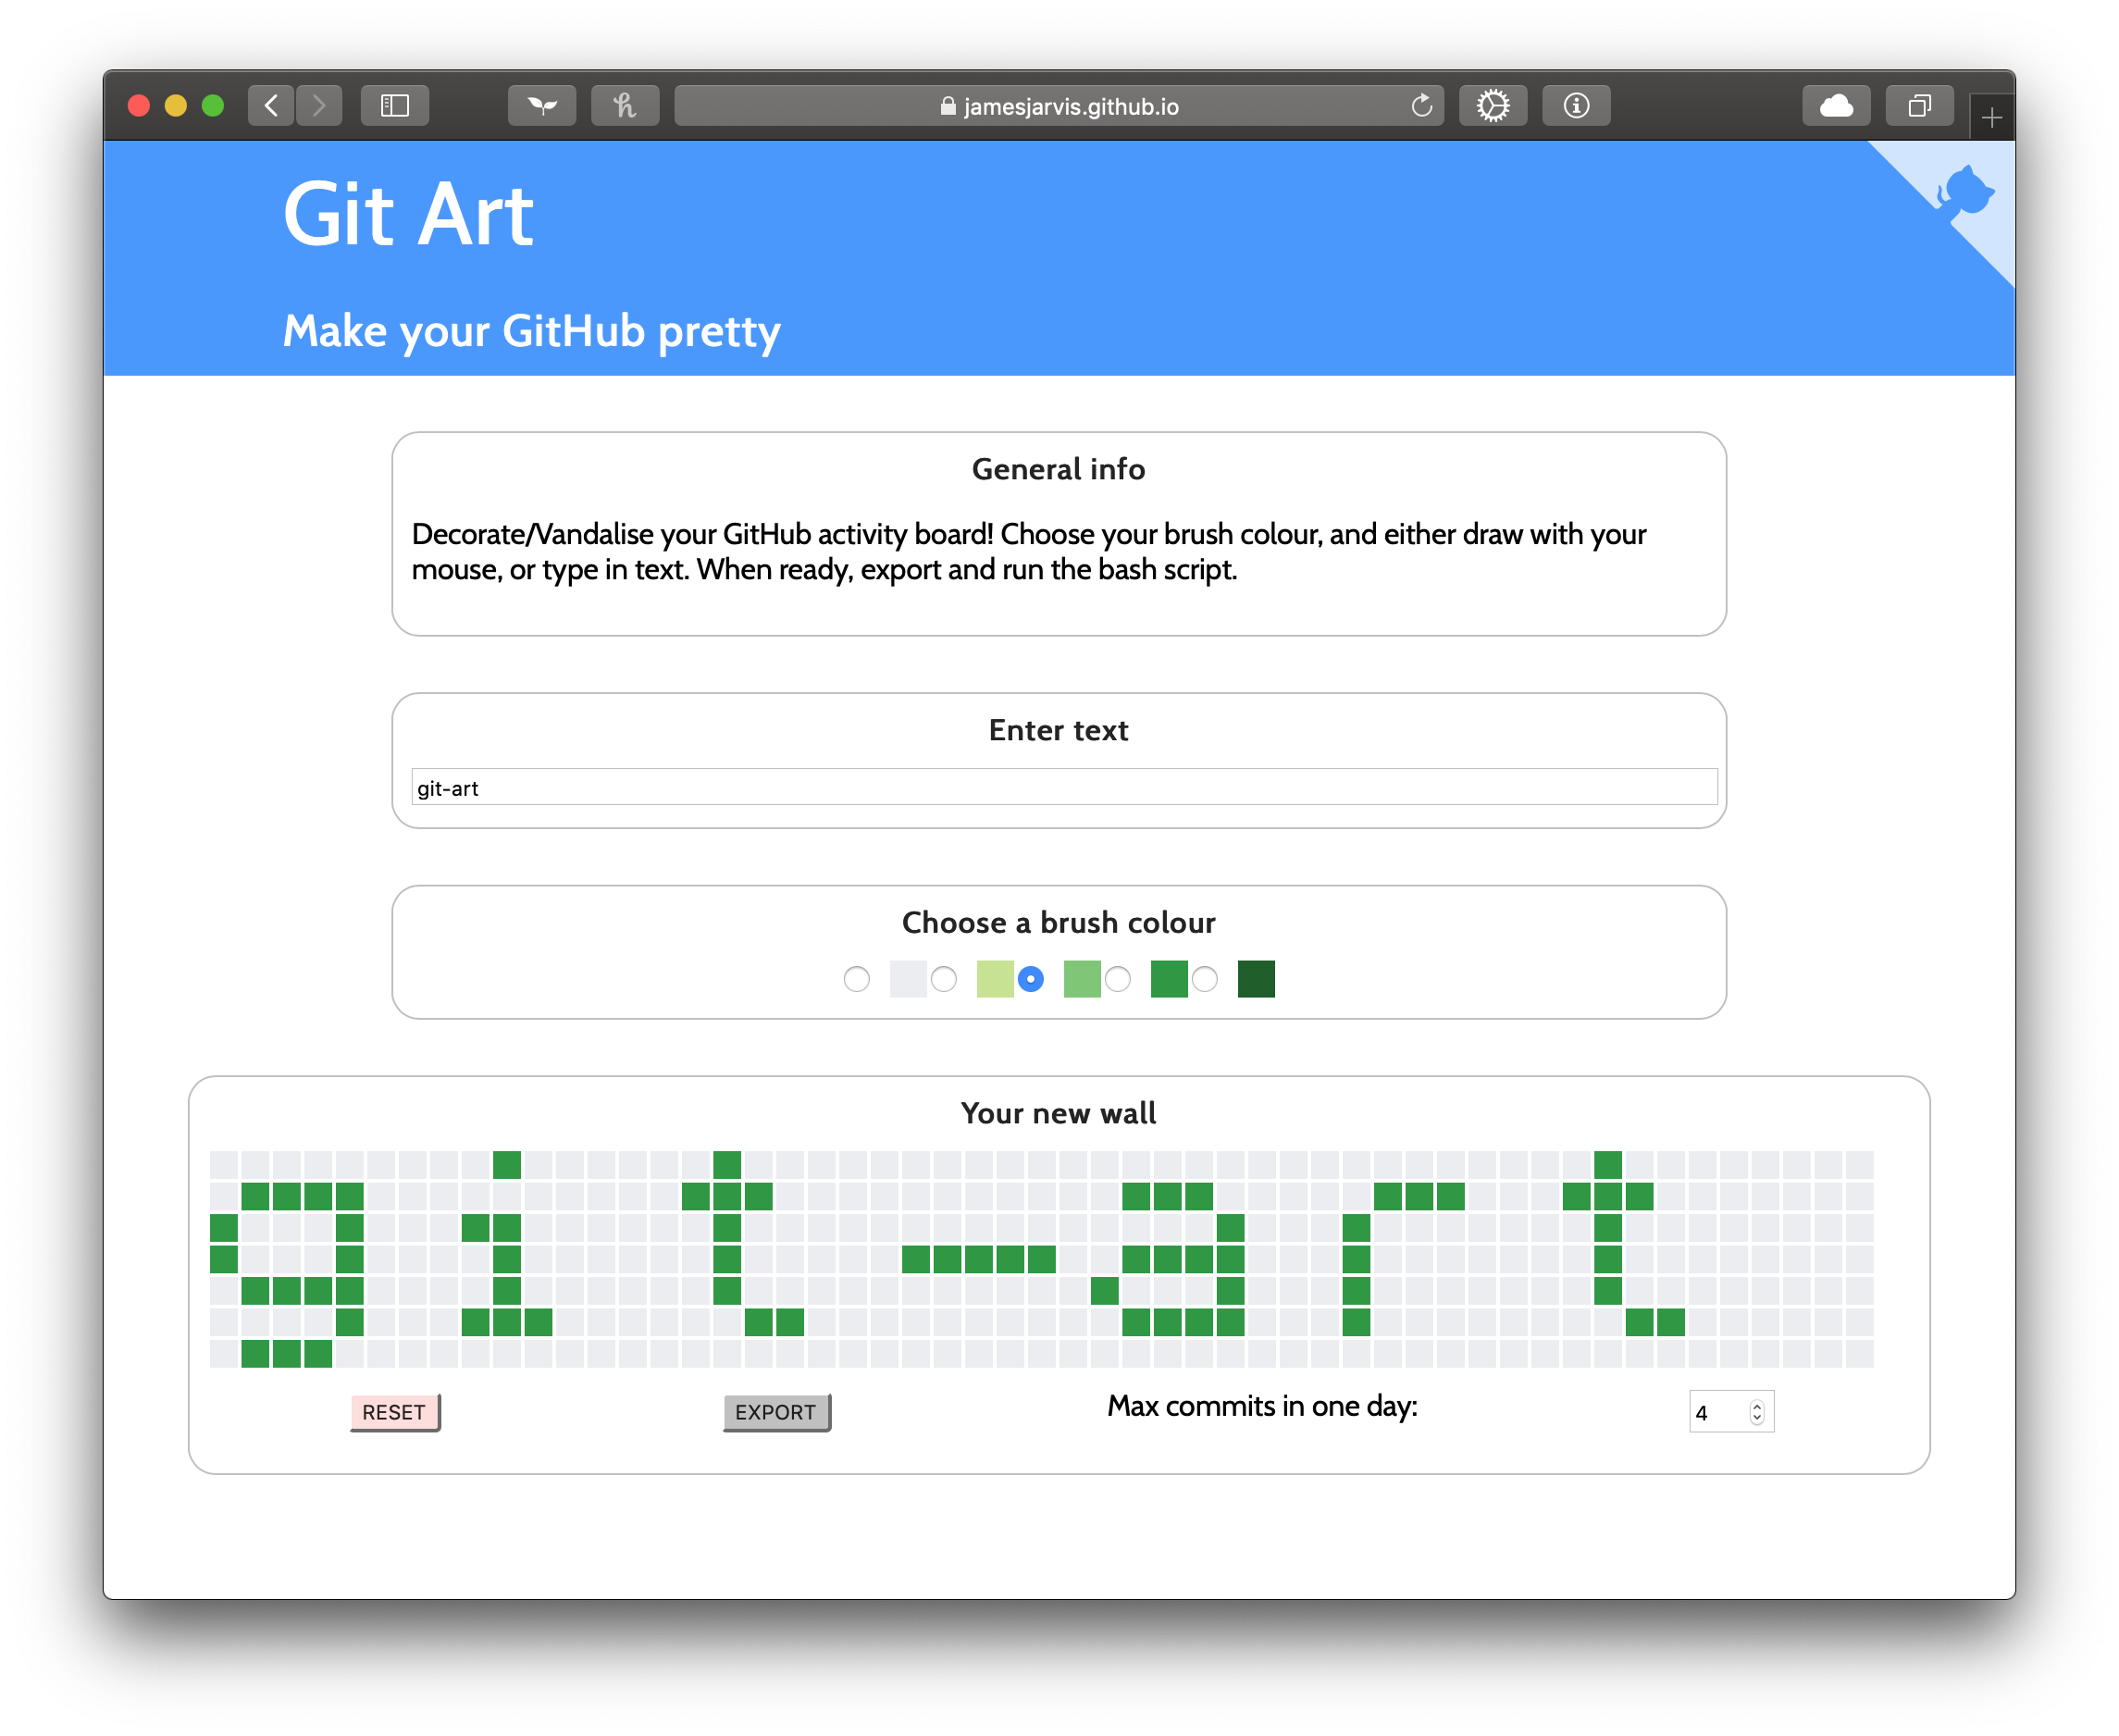 jamesjarvis.github.io
Git Art
Make your GitHub pretty
General info
Decorate/Vandalise your GitHub activity board! Choose your brush colour, and either draw with your
mouse, or type in text. When ready, export and run the bash script.
Enter text
git-art
Choose a brush colour
Your new wall
git-art
RESET
EXPORT
Max commits in one day:
4